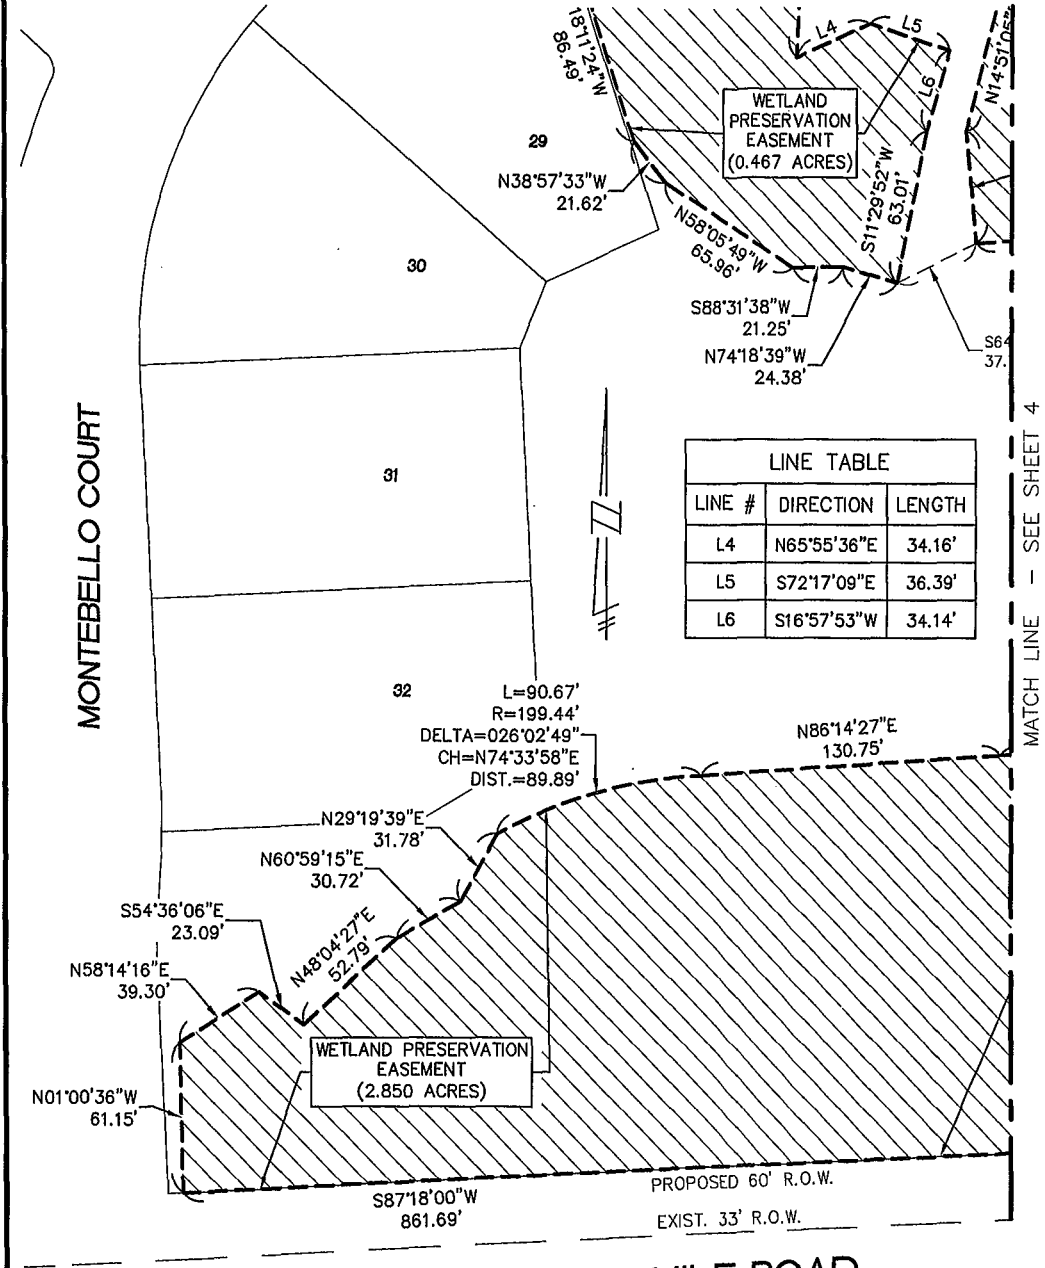 L4
L5
L6
N14°51'05"
18°11'24"W
86.49'
WETLAND
PRESERVATION
EASEMENT
(0.467 ACRES)
29
N38°57'33"W
21.62'
N58°05'49"W
65.96'
S11°29'52"W
63.01'
30
S88°31'38"W
21.25'
N74°18'39"W
24.38'
S64
37.
MONTEBELLO COURT
31
LINE TABLE
LINE # DIRECTION LENGTH
L4 N65°55'36"E 34.16'
L5 S72°17'09"E 36.39'
L6 S16°57'53"W 34.14'
MATCH LINE - SEE SHEET 4
32
L=90.67'
R=199.44'
DELTA=026°02'49"
CH=N74°33'58"E
DIST.=89.89'
N86°14'27"E
130.75'
N29°19'39"E
31.78'
N60°59'15"E
30.72'
S54°36'06"E
23.09'
N48°04'27"E
52.79'
N58°14'16"E
39.30'
WETLAND PRESERVATION
EASEMENT
(2.850 ACRES)
N01°00'36"W
61.15'
S87°18'00"W
861.69'
PROPOSED 60' R.O.W.
EXIST. 33' R.O.W.
ROAD